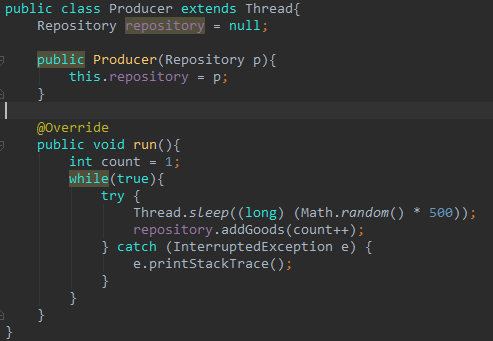 public class Producer extends Thread{
    Repository repository = null;

    public Producer(Repository p){
        this.repository = p;
    }

    @Override
    public void run(){
        int count = 1;
        while(true){
            try {
                Thread.sleep((long) (Math.random() * 500));
                repository.addGoods(count++);
            } catch (InterruptedException e) {
                e.printStackTrace();
            }
        }
    }
}